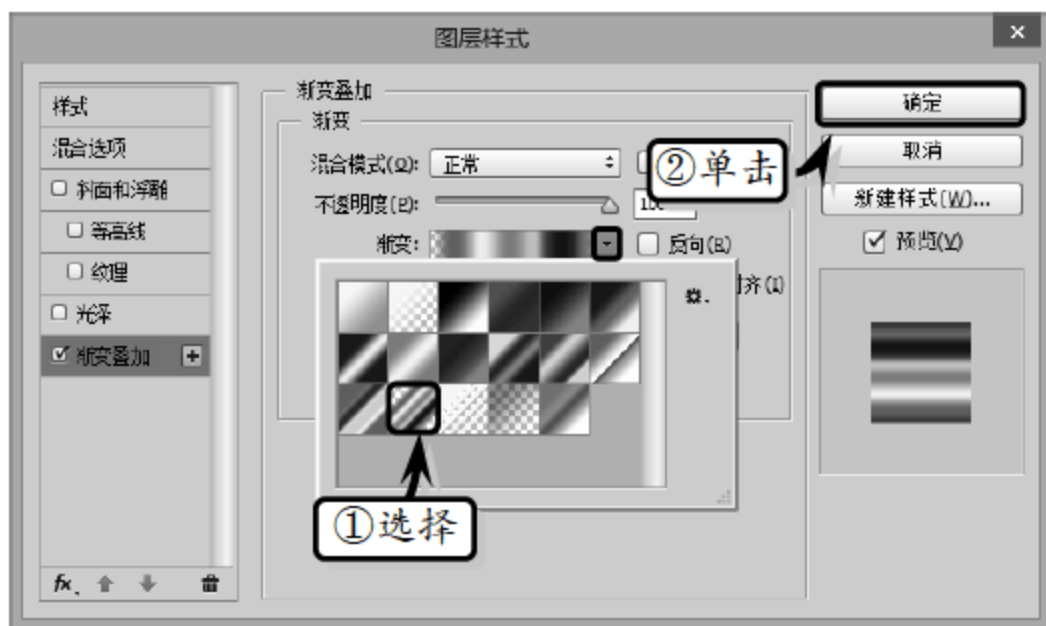 图层样式
×
样式
混合选项
斜面和浮雕
等高线
纹理
光泽
渐变叠加
fx
渐变叠加
渐变
混合模式(O): 正常
不透明度(P):
渐变: 反向(R)
对齐(I)
①选择
②单击
确定
取消
新建样式(W)...
预览(V)